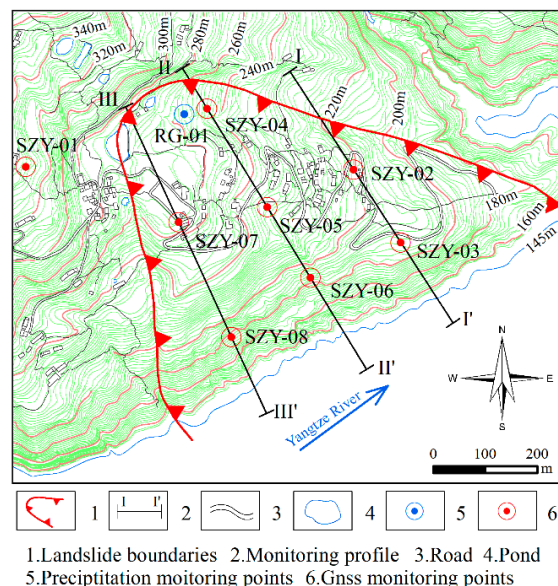 340m
320m
300m
280m
260m
240m
220m
200m
180m
160m
145m
I
II
III
RG-01
SZY-04
SZY-01
SZY-02
SZY-05
SZY-07
SZY-03
SZY-06
SZY-08
I'
II'
III'
Yangtze River
N
W E
S
0 100 200
m
I I'
1 2 3 4 5 6
1.Landslide boundaries 2.Monitoring profile 3.Road 4.Pond
5.Preciptitation moitoring points 6.Gnss monitoring points